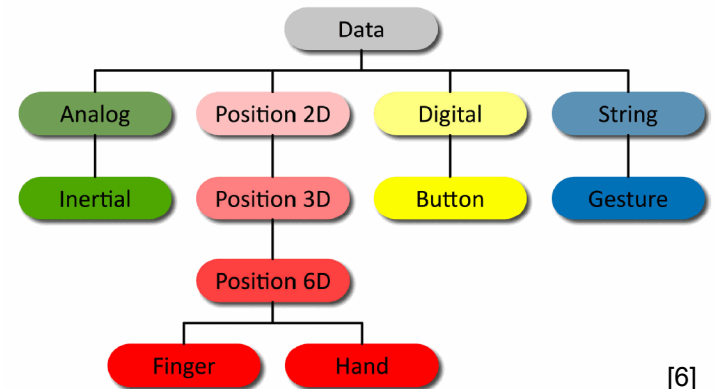 Data
Analog
Position 2D
Digital
String
Inertial
Position 3D
Button
Gesture
Position 6D
Finger
Hand
[6]